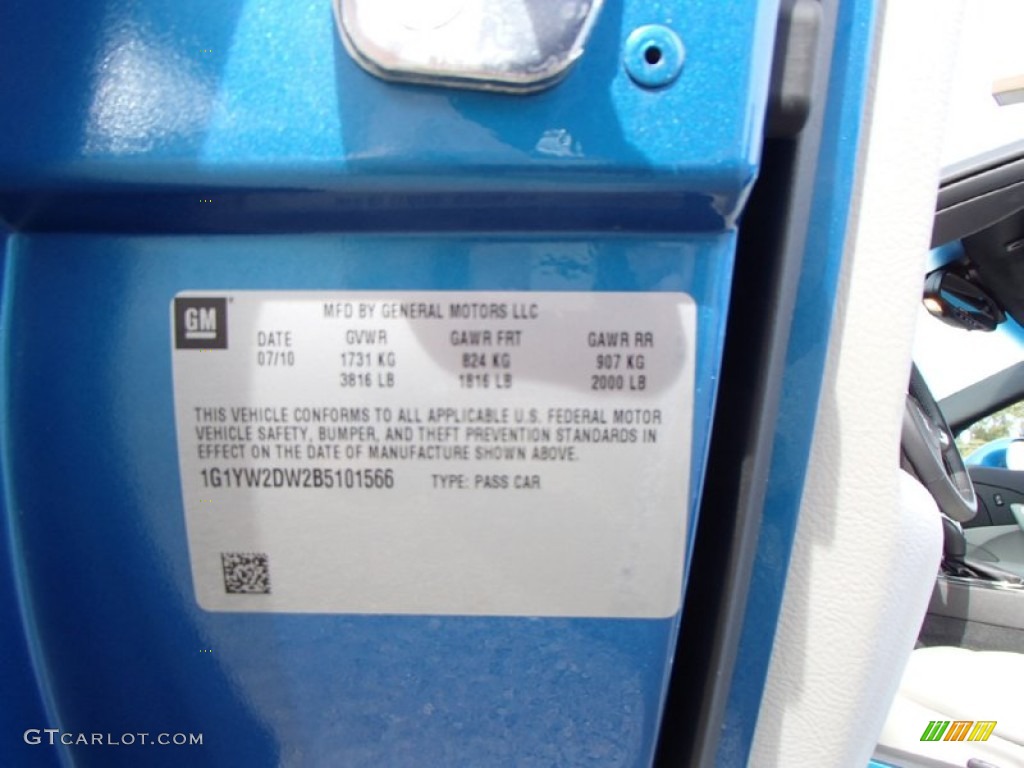 GM
MFD BY GENERAL MOTORS LLC
DATE GVWR GAWR FRT GAWR RR
07/10 1731 KG 824 KG 907 KG
3816 LB 1816 LB 2000 LB
THIS VEHICLE CONFORMS TO ALL APPLICABLE U.S. FEDERAL MOTOR
VEHICLE SAFETY, BUMPER, AND THEFT PREVENTION STANDARDS IN
EFFECT ON THE DATE OF MANUFACTURE SHOWN ABOVE.
1G1YW2DW2B5101566 TYPE: PASS CAR
GTCARLOT.COM